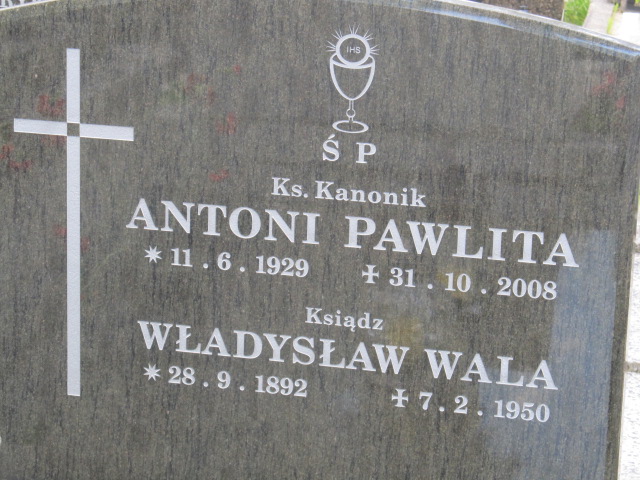 IHS
Ś P
Ks. Kanonik
ANTONI PAWLITA
* 11 . 6 . 1929 ✝ 31 . 10 . 2008
Ksiądz
WŁADYSŁAW WALA
* 28 . 9 . 1892 ✝ 7 . 2 . 1950